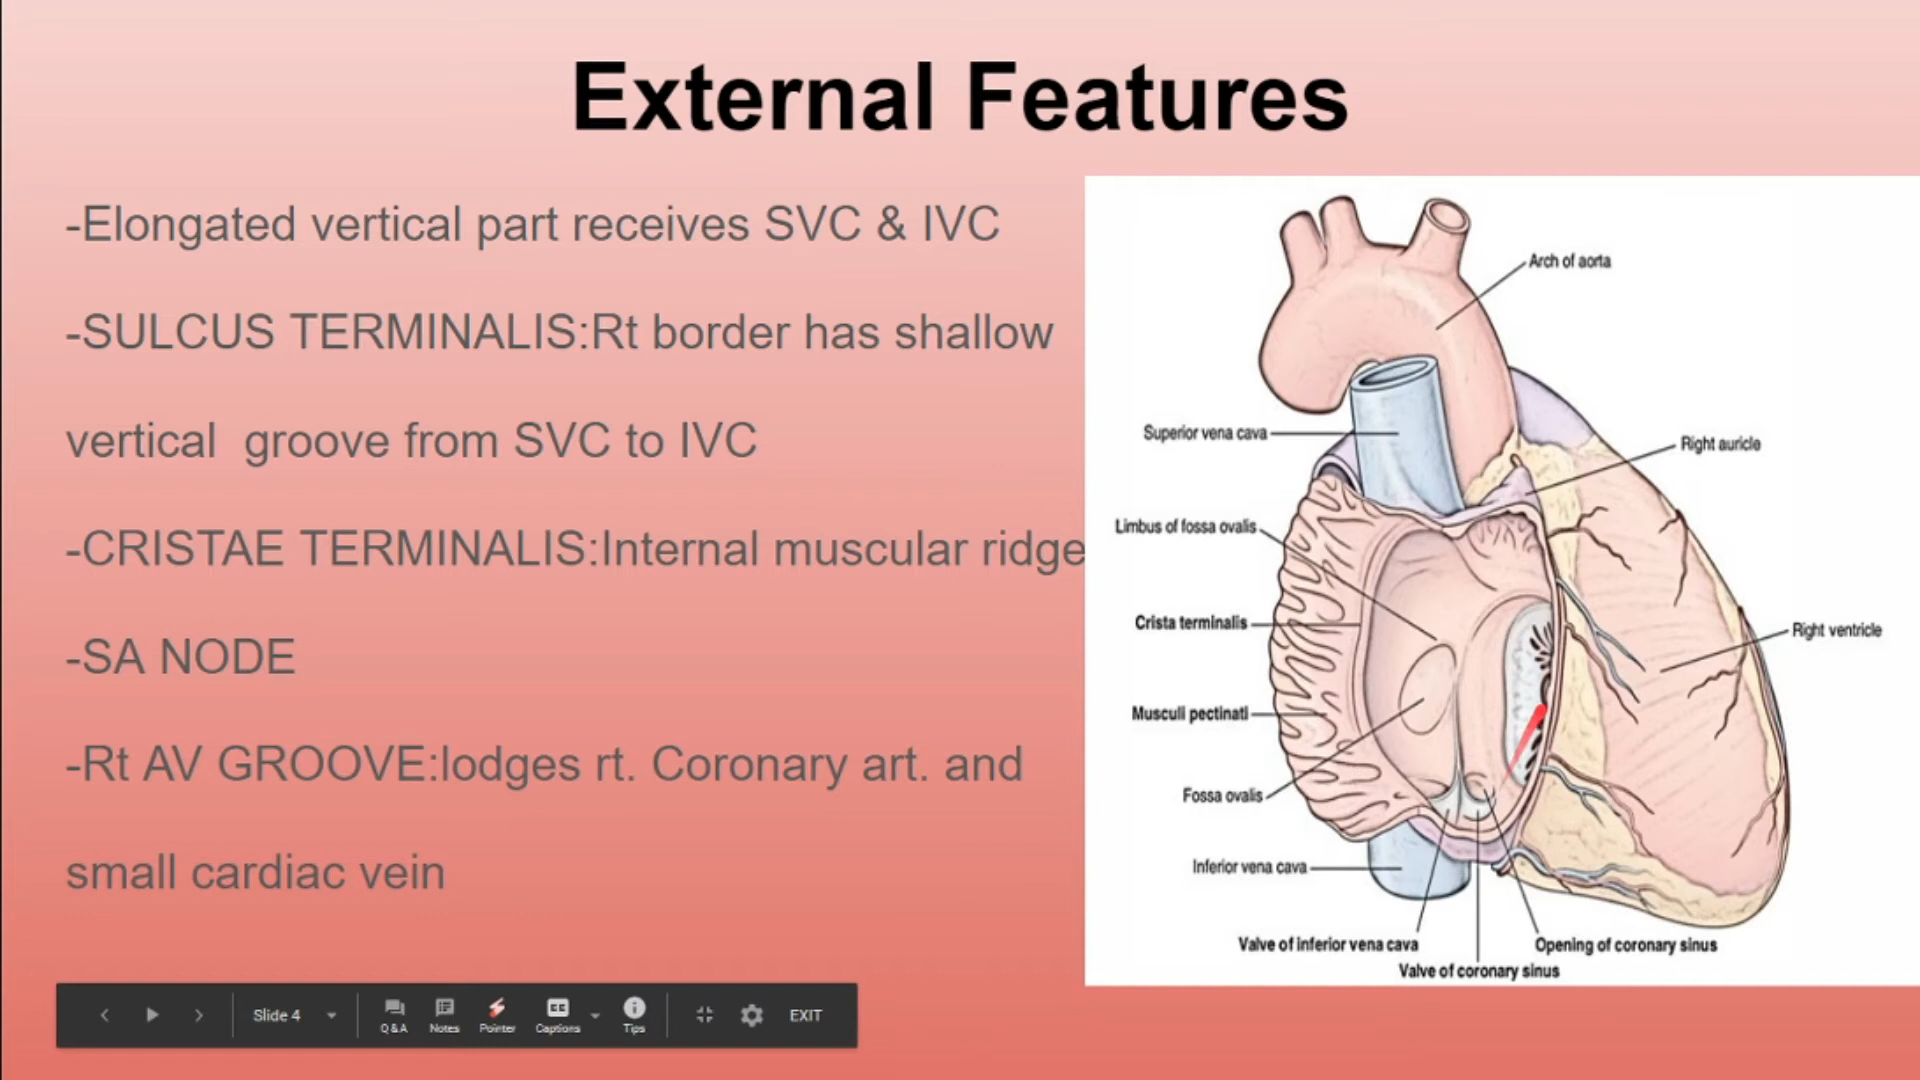 External Features
-Elongated vertical part receives SVC & IVC
-SULCUS TERMINALIS:Rt border has shallow
vertical groove from SVC to IVC
-CRISTAE TERMINALIS:Internal muscular ridge
-SA NODE
-Rt AV GROOVE:lodges rt. Coronary art. and
small cardiac vein
Arch of aorta
Superior vena cava
Right auricle
Limbus of fossa ovalis
Crista terminalis
Right ventricle
Musculi pectinati
Fossa ovalis
Inferior vena cava
Valve of inferior vena cava
Opening of coronary sinus
Valve of coronary sinus
Slide 4
Q&A
Notes
Pointer
CC
Captions
Tips
EXIT